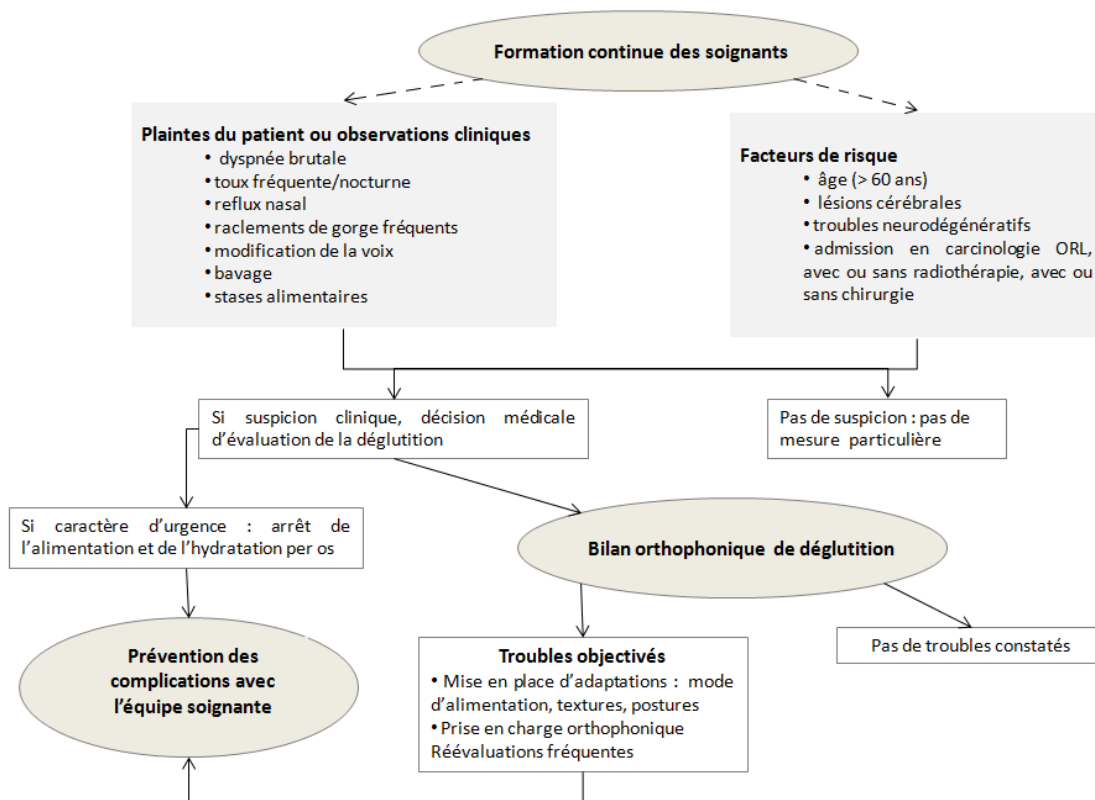 Formation continue des soignants
Plaintes du patient ou observations cliniques
• dyspnée brutale
• toux fréquente/nocturne
• reflux nasal
• raclements de gorge fréquents
• modification de la voix
• bavage
• stases alimentaires
Facteurs de risque
• âge (> 60 ans)
• lésions cérébrales
• troubles neurodégénératifs
• admission en carcinologie ORL,
avec ou sans radiothérapie, avec ou
sans chirurgie
Si suspicion clinique, décision médicale
d’évaluation de la déglutition
Pas de suspicion : pas de
mesure particulière
Si caractère d’urgence : arrêt de
l’alimentation et de l’hydratation per os
Bilan orthophonique de déglutition
Prévention des
complications avec
l’équipe soignante
Troubles objectivés
• Mise en place d’adaptations : mode
d’alimentation, textures, postures
• Prise en charge orthophonique
Réévaluations fréquentes
Pas de troubles constatés